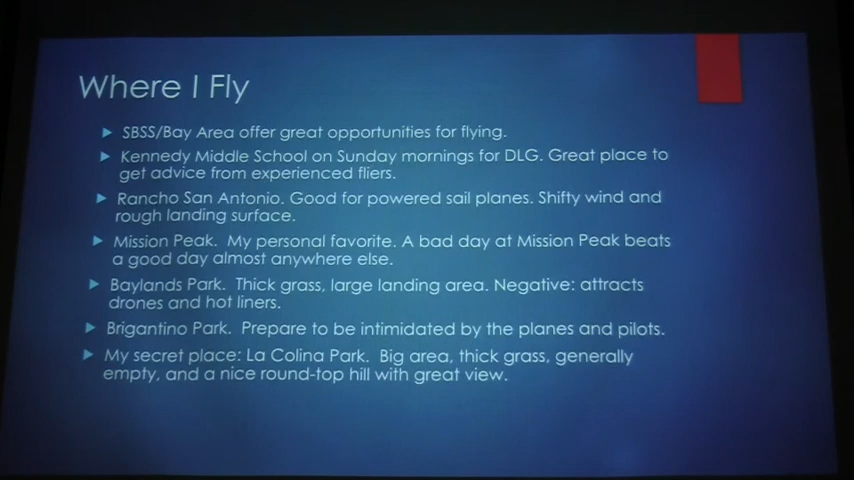 Where I Fly
SBSS/Bay Area offer great opportunities for flying.
Kennedy Middle School on Sunday mornings for DLG. Great place to
get advice from experienced fliers.
Rancho San Antonio. Good for powered sail planes. Shifty wind and
rough landing surface.
Mission Peak. My personal favorite. A bad day at Mission Peak beats
a good day almost anywhere else.
Baylands Park. Thick grass, large landing area. Negative: attracts
drones and hot liners.
Brigantino Park. Prepare to be intimidated by the planes and pilots.
My secret place: La Colina Park. Big area, thick grass, generally
empty, and a nice round-top hill with great view.